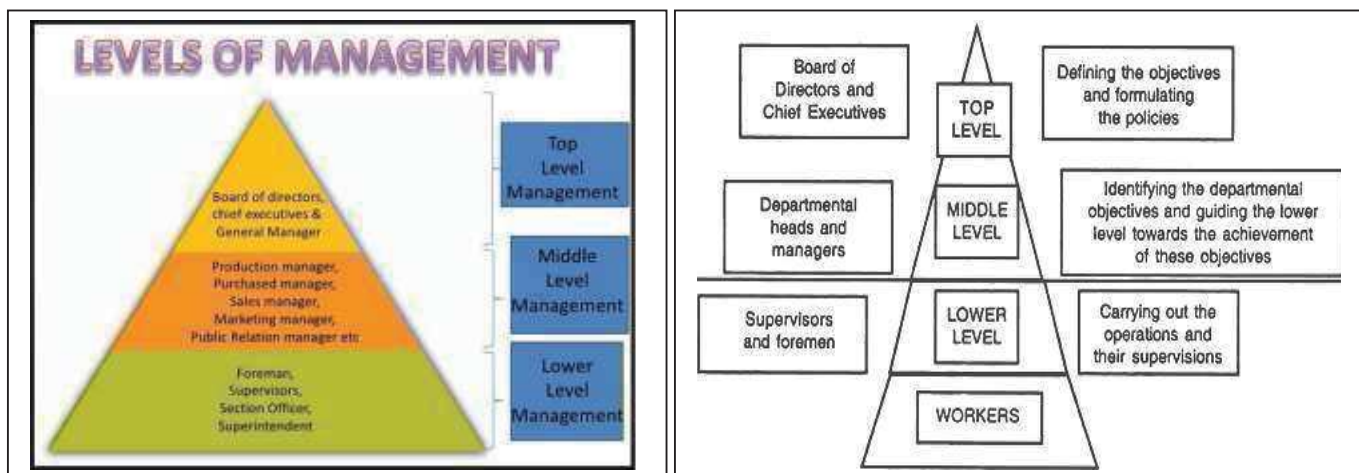 LEVELS OF MANAGEMENT
Board of directors,
chief executives &
General Manager
Production manager,
Purchased manager,
Sales manager,
Marketing manager,
Public Relation manager etc
Foreman,
Supervisors,
Section Officer,
Superintendent
Top
Level
Management
Middle
Level
Management
Lower
Level
Management
Board of
Directors and
Chief Executives
TOP
LEVEL
Defining the objectives
and formulating
the policies
Departmental
heads and
managers
MIDDLE
LEVEL
Identifying the departmental
objectives and guiding the lower
level towards the achievement
of these objectives
Supervisors
and foremen
LOWER
LEVEL
Carrying out the
operations and
their supervisions
WORKERS